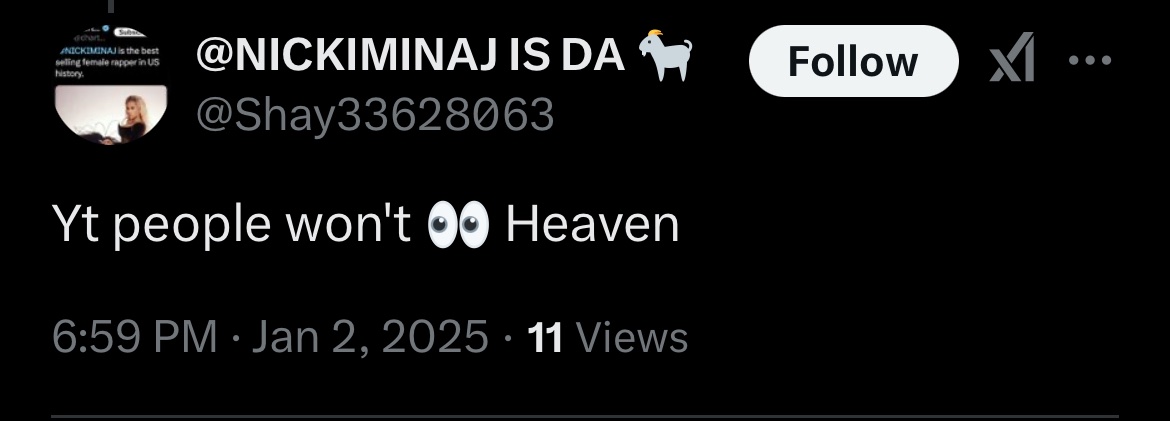 @NICKIMINAJ IS DA 🐐
Follow
@Shay33628063
@NICKIMINAJ is the best
selling female rapper in US
history.
Yt people won't 👀 Heaven
6:59 PM · Jan 2, 2025 · 11 Views